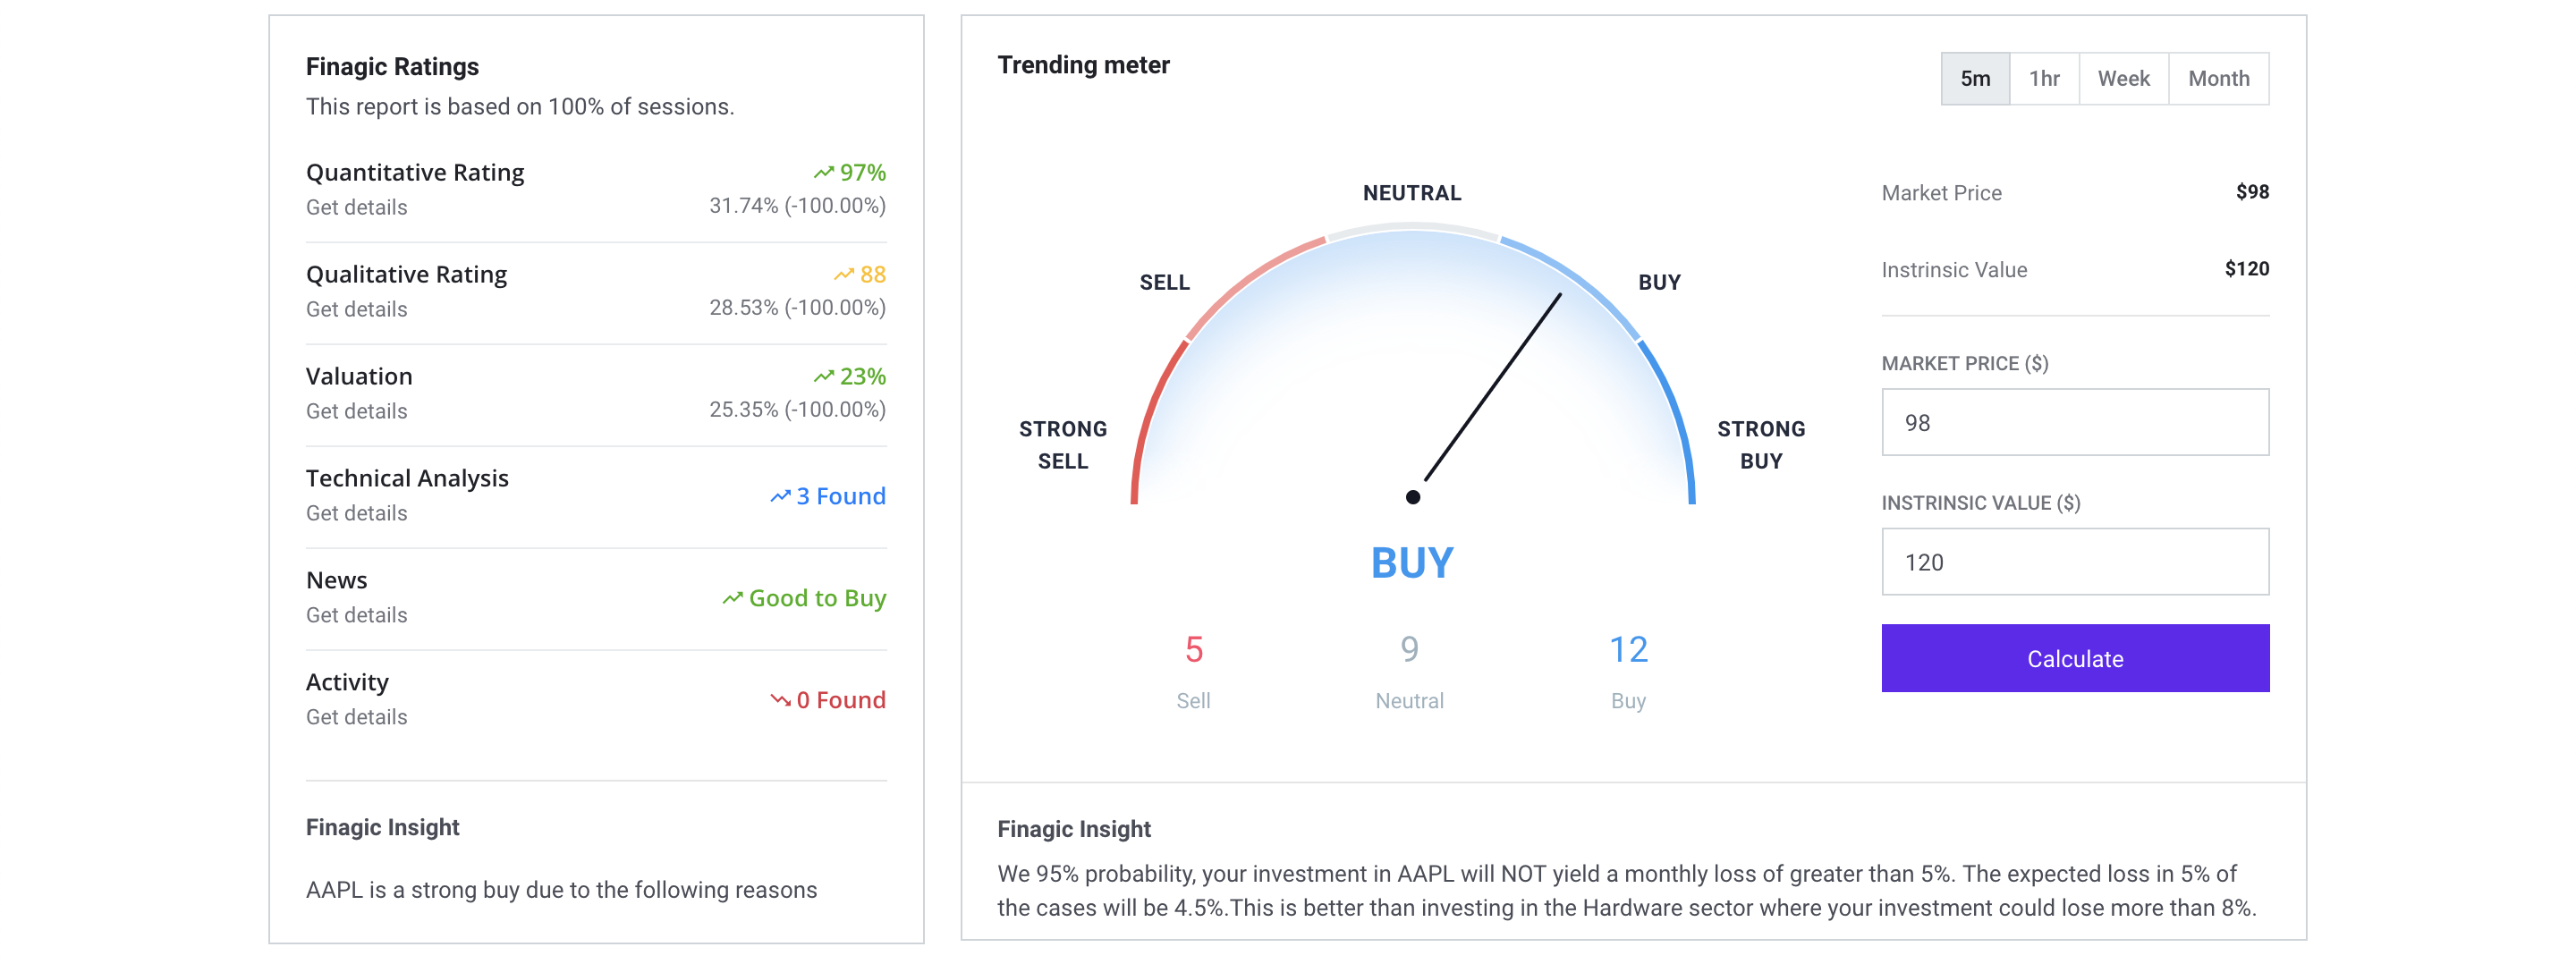 Finagic Ratings
This report is based on 100% of sessions.
Quantitative Rating
97%
Get details
31.74% (-100.00%)
Qualitative Rating
88
Get details
28.53% (-100.00%)
Valuation
23%
Get details
25.35% (-100.00%)
Technical Analysis
3 Found
Get details
News
Good to Buy
Get details
Activity
0 Found
Get details
Finagic Insight
AAPL is a strong buy due to the following reasons
Trending meter
5m 1hr Week Month
NEUTRAL
SELL
BUY
STRONG
SELL
STRONG
BUY
BUY
5
Sell
9
Neutral
12
Buy
Market Price $98
Instrinsic Value $120
MARKET PRICE ($)
98
INSTRINSIC VALUE ($)
120
Calculate
Finagic Insight
We 95% probability, your investment in AAPL will NOT yield a monthly loss of greater than 5%. The expected loss in 5% of
the cases will be 4.5%.This is better than investing in the Hardware sector where your investment could lose more than 8%.